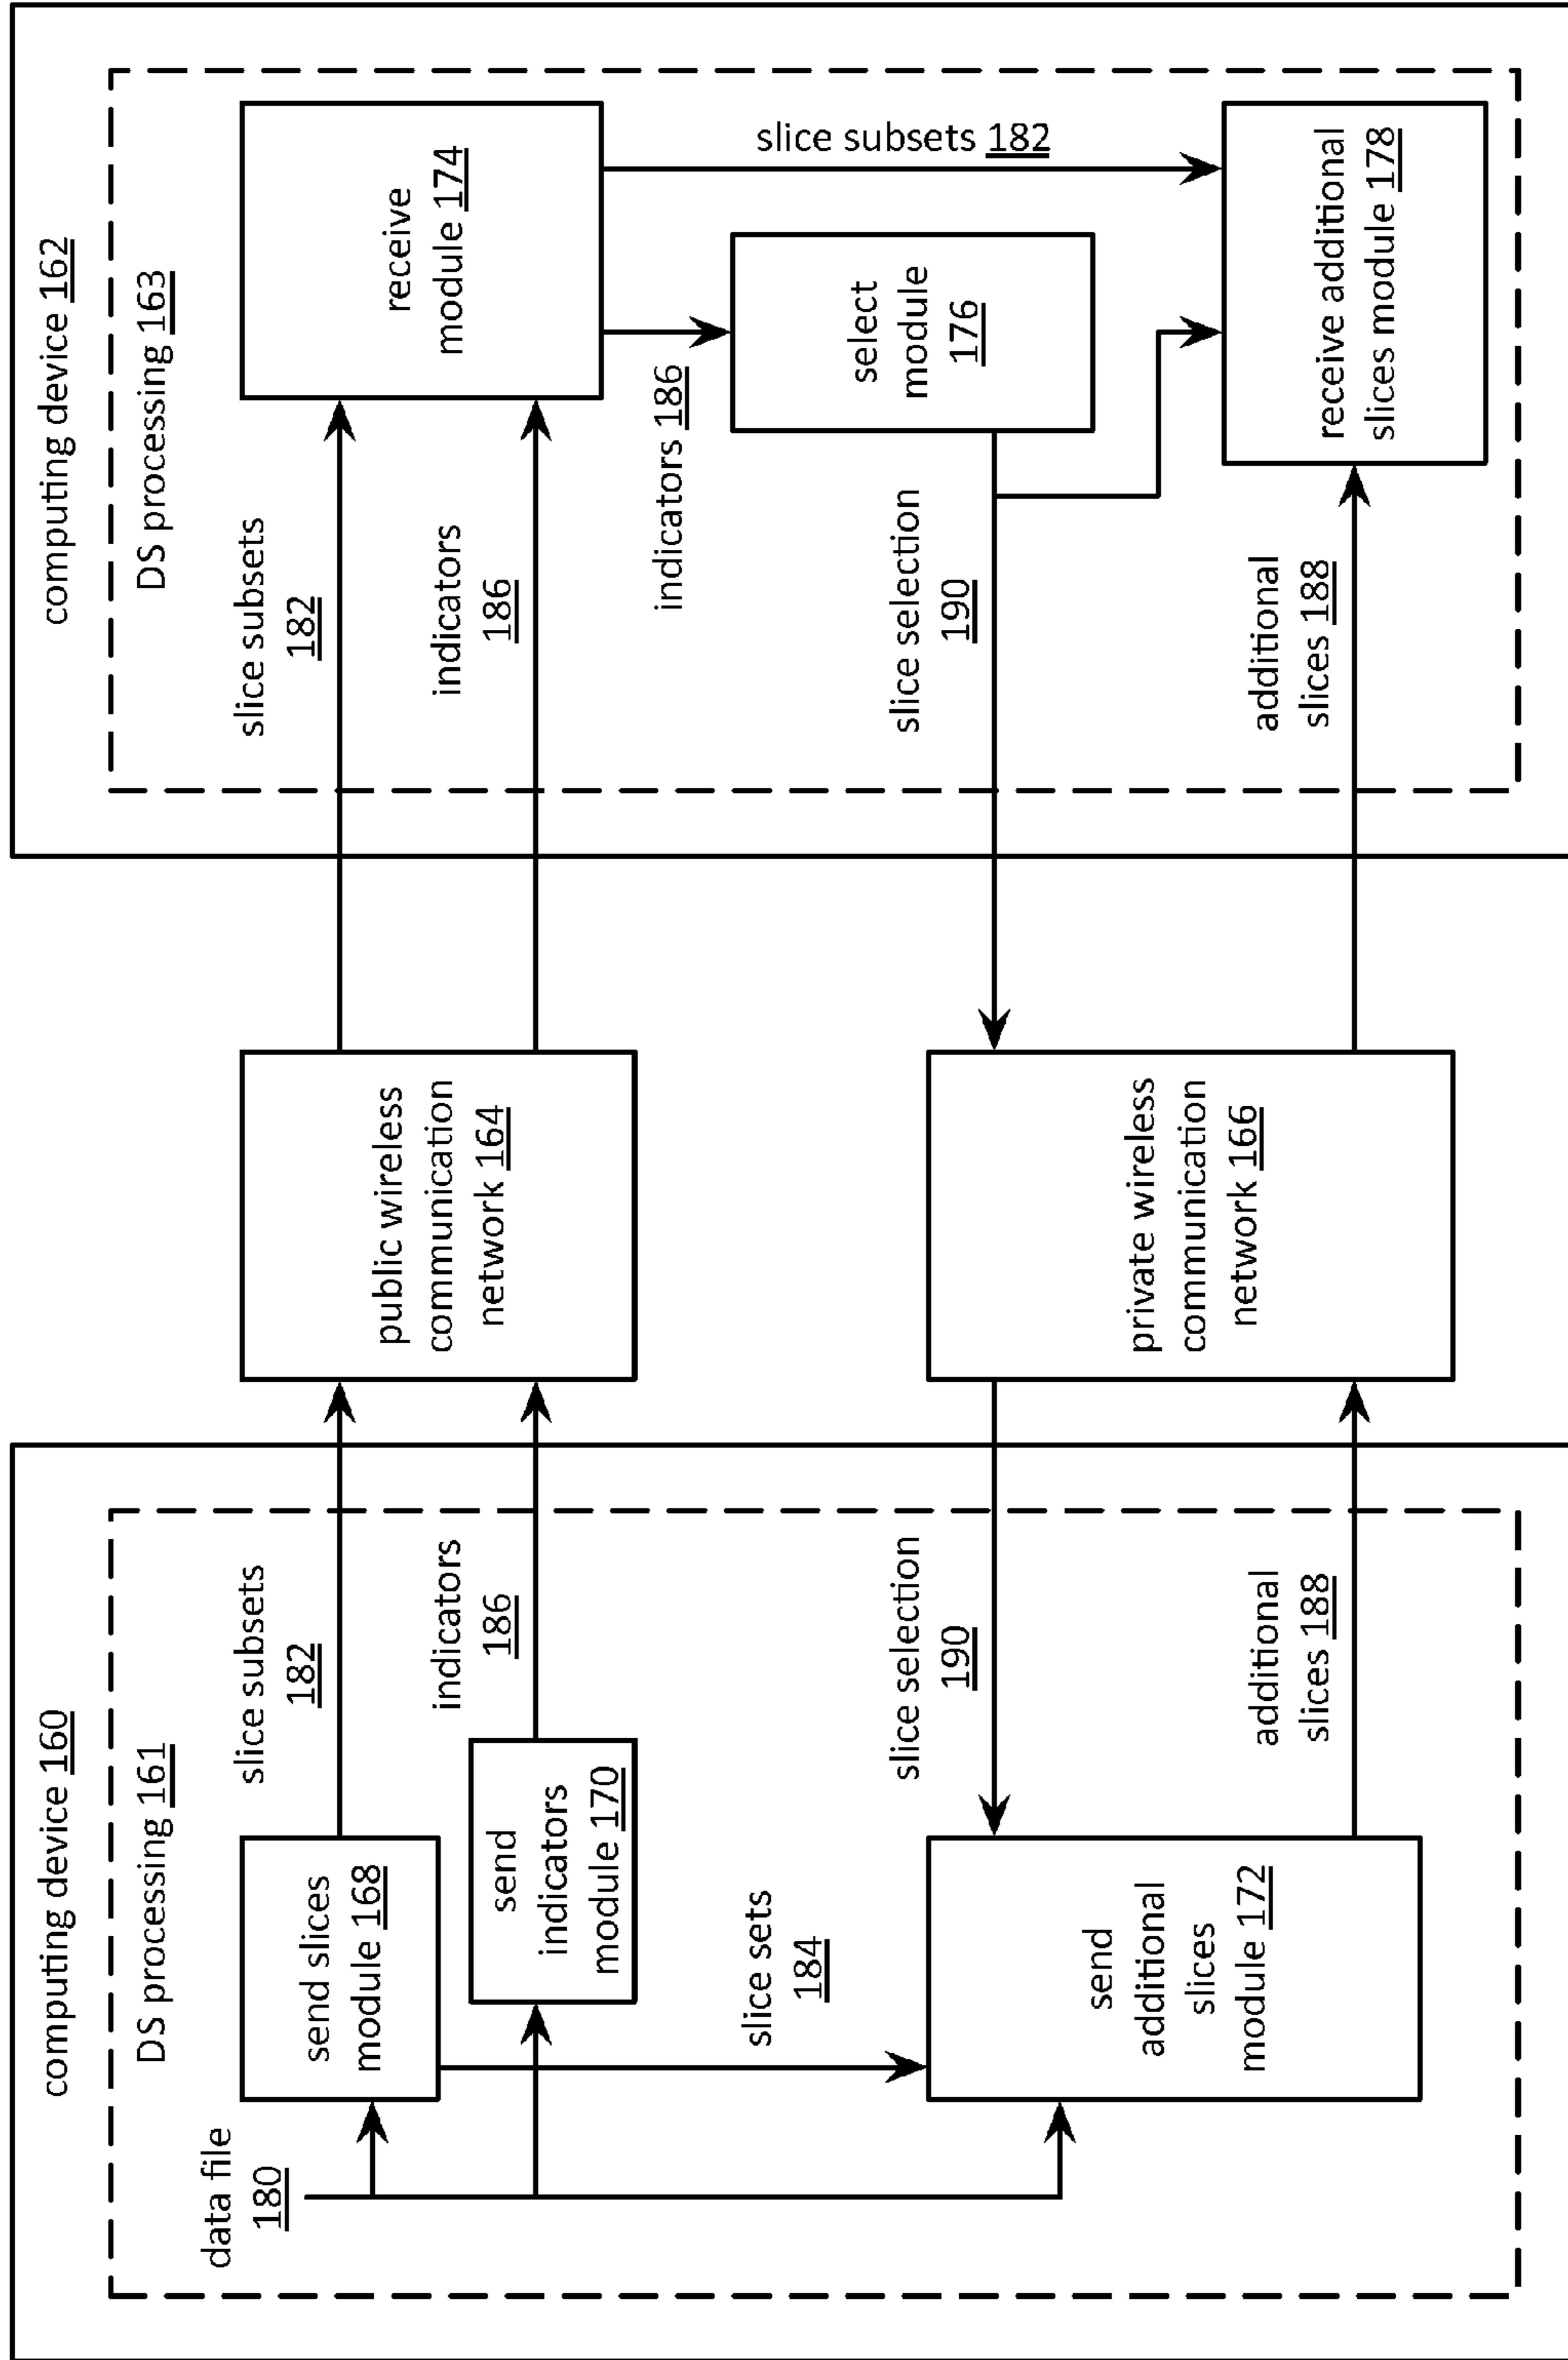 computing device 160
DS processing 161
data file
180
send slices
module 168
slice subsets
182
send
indicators
module 170
indicators
186
slice sets
184
send
additional
slices
module 172
slice selection
190
additional
slices 188
public wireless
communication
network 164
private wireless
communication
network 166
computing device 162
DS processing 163
slice subsets
182
indicators
186
receive
module 174
indicators 186
slice subsets 182
select
module
176
slice selection
190
additional
slices 188
receive additional
slices module 178